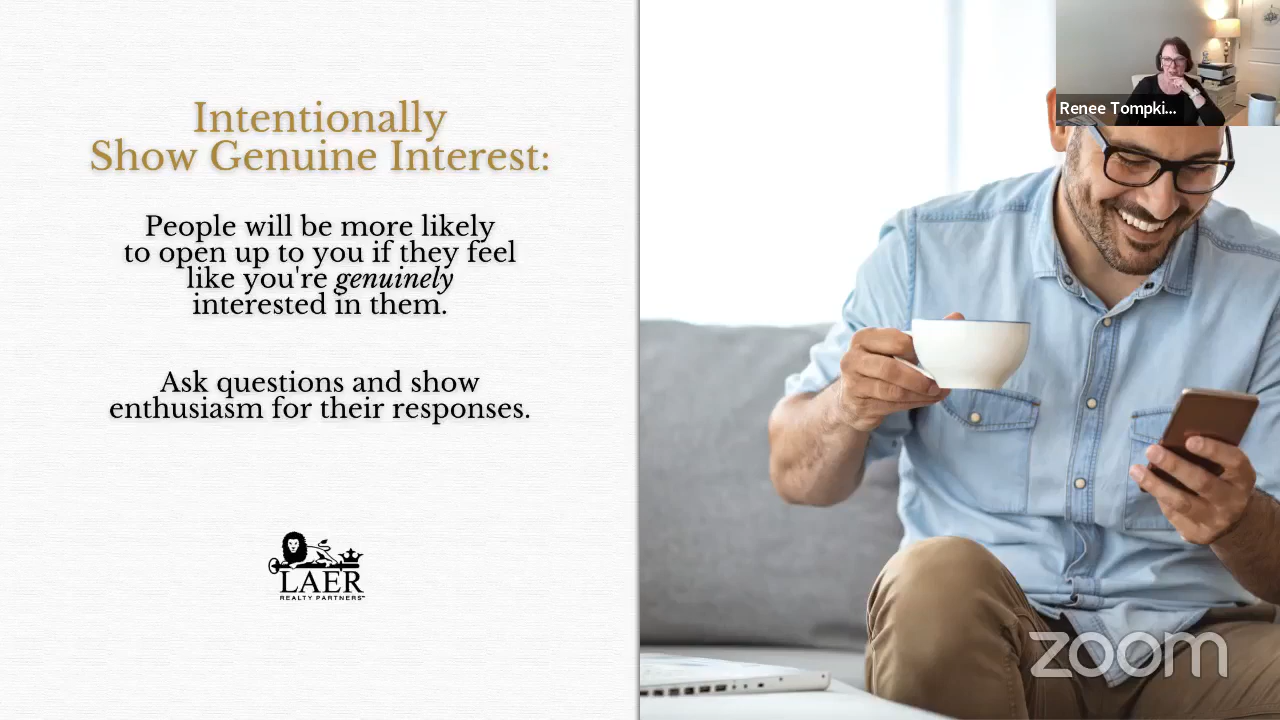 Intentionally
Show Genuine Interest:
People will be more likely
to open up to you if they feel
like you're genuinely
interested in them.
Ask questions and show
enthusiasm for their responses.
LAER
REALTY PARTNERS™
Renee Tompki...
zoom